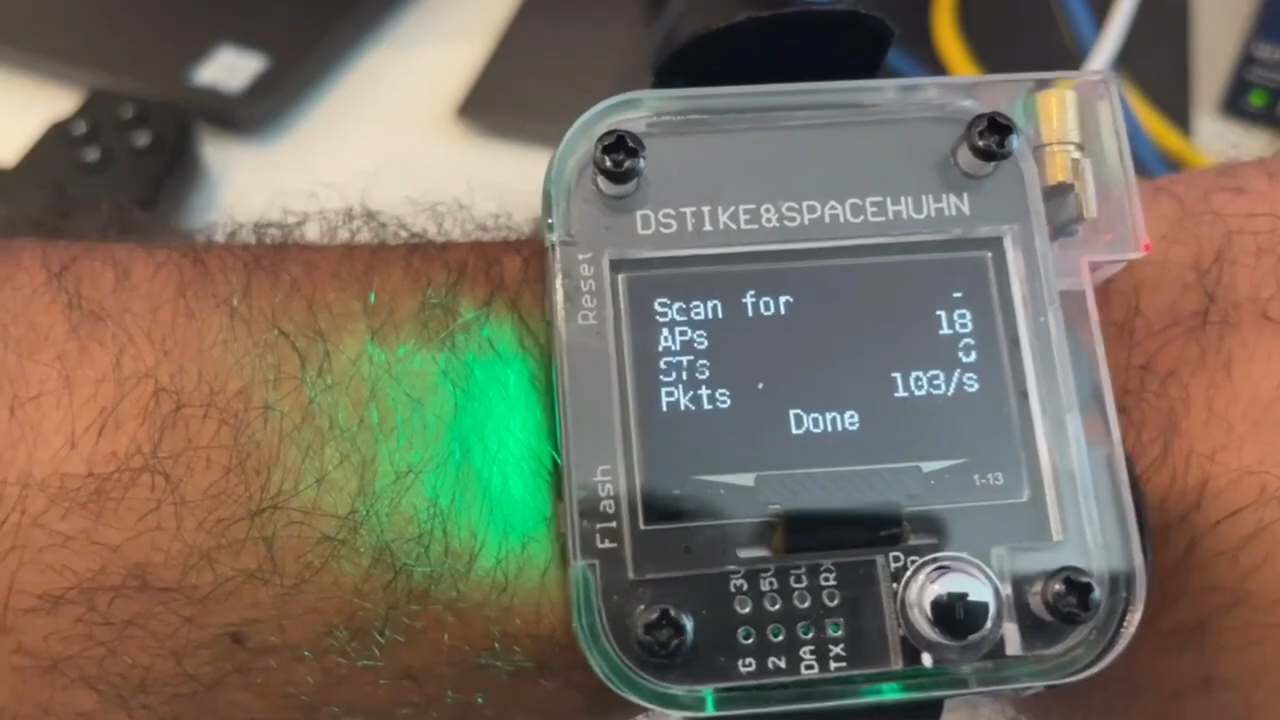 DSTIKE&SPACEHUHN
Reset
Scan for -
APs 18
STs 0
Pkts 103/s
Done
1-13
Flash
3V 5V CL RX
G 2 DA TX